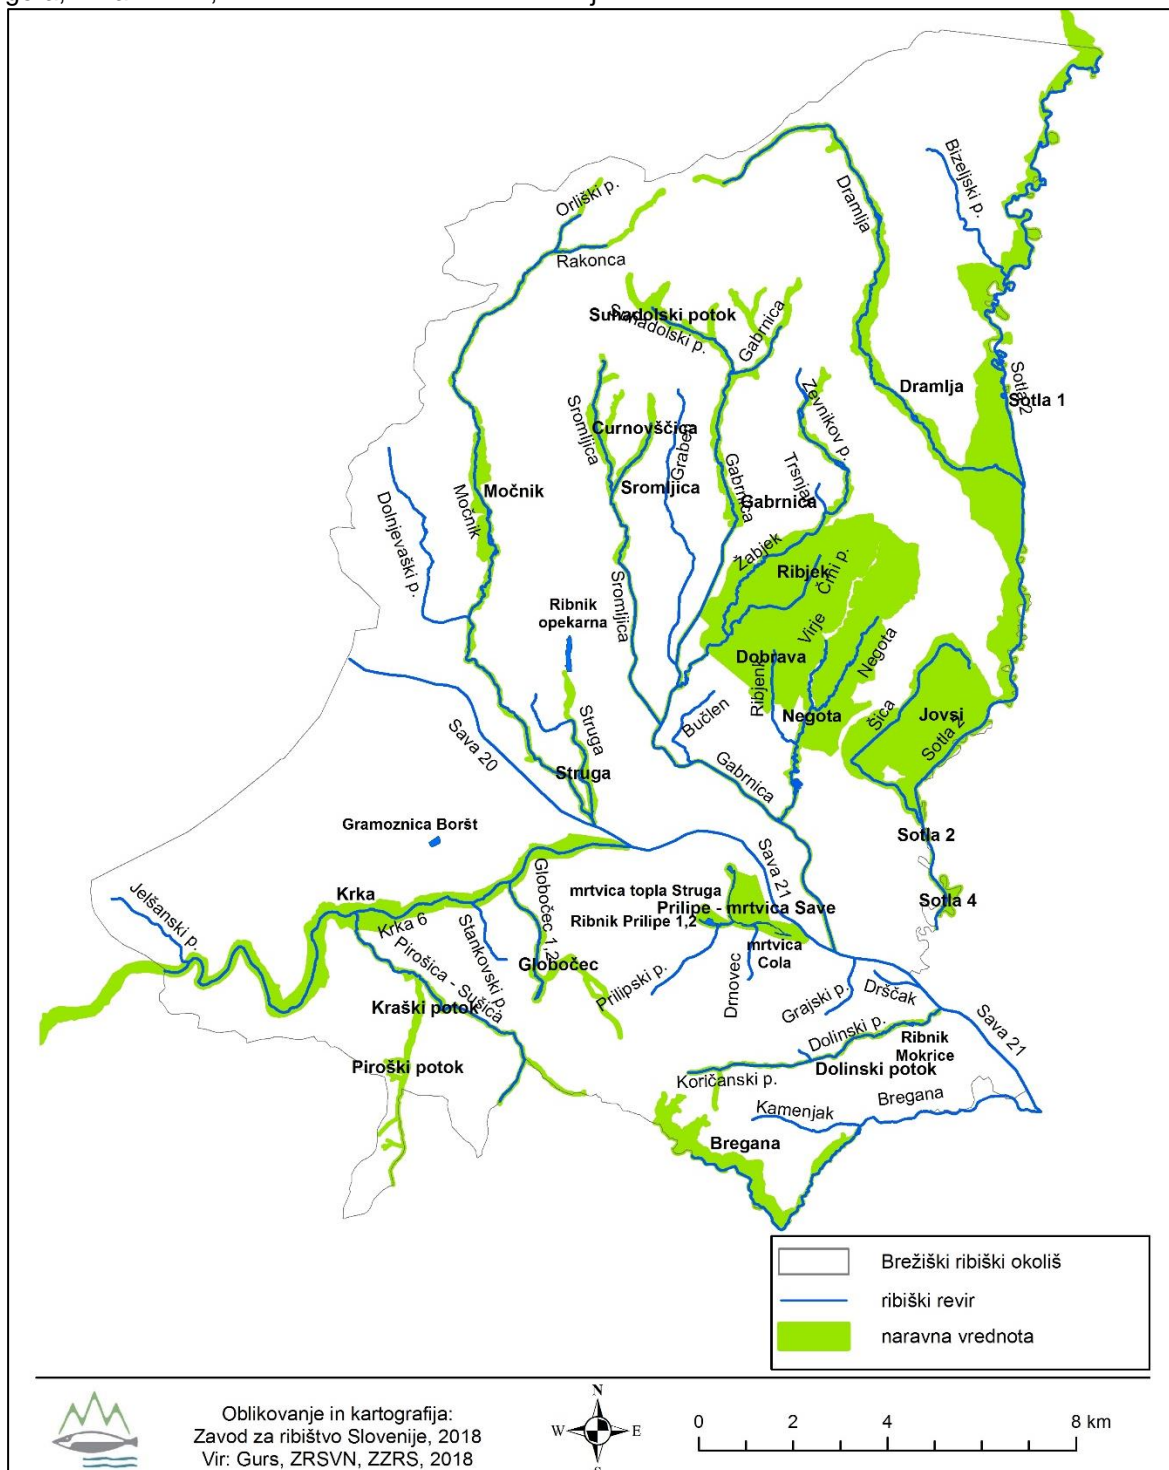 Orliški p.
Rakonca
Dramlja
Bizeljski p.
Sunadolski potok
Sunadolski p.
Gabrnica
Dramlja
Sotla 2
Sotla 1
Sromljica
Curnovščica
Graben
Zevnikov p.
Trsnjak
Močnik
Močnik
Dolnjevaški p.
Sromljica
Gabrnica
Gabrnica
Žabjek
Ribjek
Črni p.
Ribnik
opekarna
Sromljica
Virje
Dobrava
Ribjenk
Negota
Negota
Šica
Jovsi
Sotla 2
Bučlen
Struga
Struga
Sava 20
Gabrnica
Gramoznica Boršt
Sotla 2
Sava 21
Sotla 4
Krka
Krka 6
Jelšanski p.
Globočec 1,2
mrtvica topla Struga
Prilipe - mrtvica Save
Ribnik Prilipe 1,2
mrtvica
Cola
Stankovski p.
Globočec
Pirošica - Sušica
Prilipski p.
Drnovec
Grajski p.
Drščak
Kraški potok
Piroški potok
Dolinski p.
Ribnik
Mokrice
Sava 21
Dolinski potok
Koričanski p.
Kamenjak
Bregana
Bregana
Brežiški ribiški okoliš
ribiški revir
naravna vrednota
Oblikovanje in kartografija:
Zavod za ribištvo Slovenije, 2018
Vir: Gurs, ZRSVN, ZZRS, 2018
N
W E
0 2 4 8 km